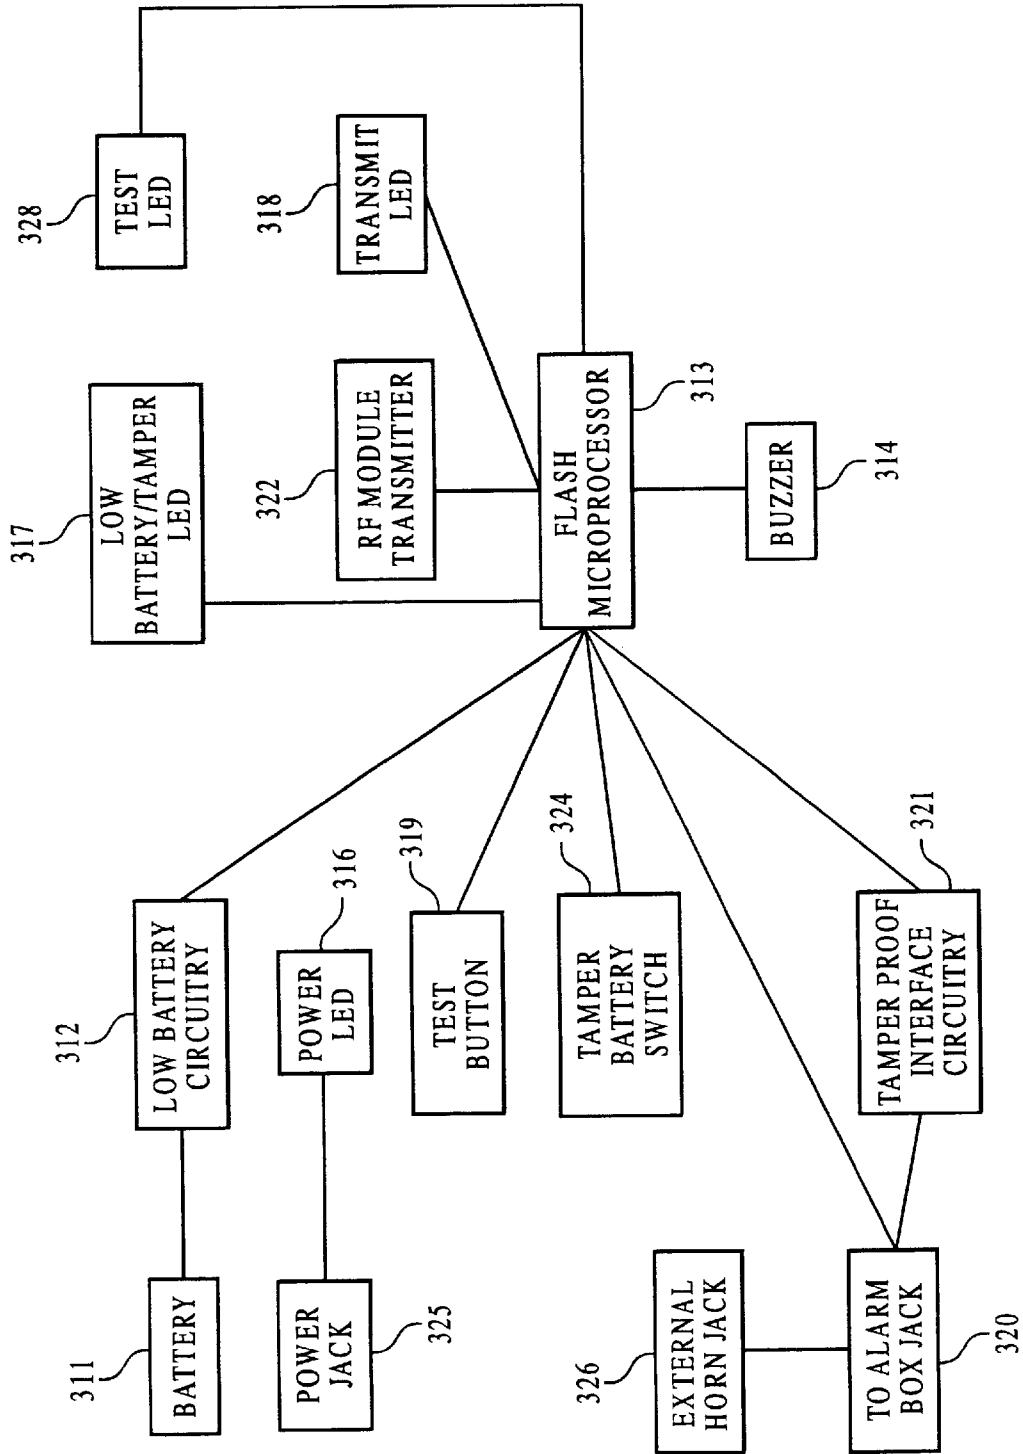 311
BATTERY
312
LOW BATTERY
CIRCUITRY
317
LOW
BATTERY/TAMPER
LED
328
TEST
LED
325
POWER
JACK
316
POWER
LED
322
RF MODULE
TRANSMITTER
318
TRANSMIT
LED
319
TEST
BUTTON
324
TAMPER
BATTERY
SWITCH
313
FLASH
MICROPROCESSOR
326
EXTERNAL
HORN JACK
314
BUZZER
320
TO ALARM
BOX JACK
321
TAMPER PROOF
INTERFACE
CIRCUITRY